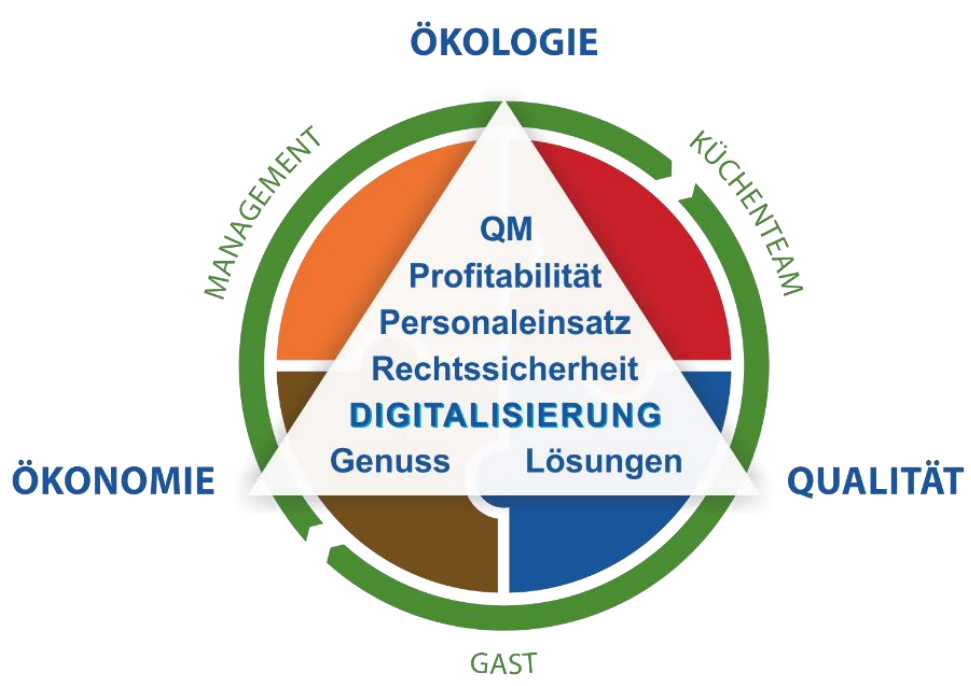 ÖKOLOGIE
MANAGEMENT
KÜCHENTEAM
QM
Profitabilität
Personaleinsatz
Rechtssicherheit
DIGITALISIERUNG
Genuss Lösungen
ÖKONOMIE
QUALITÄT
GAST